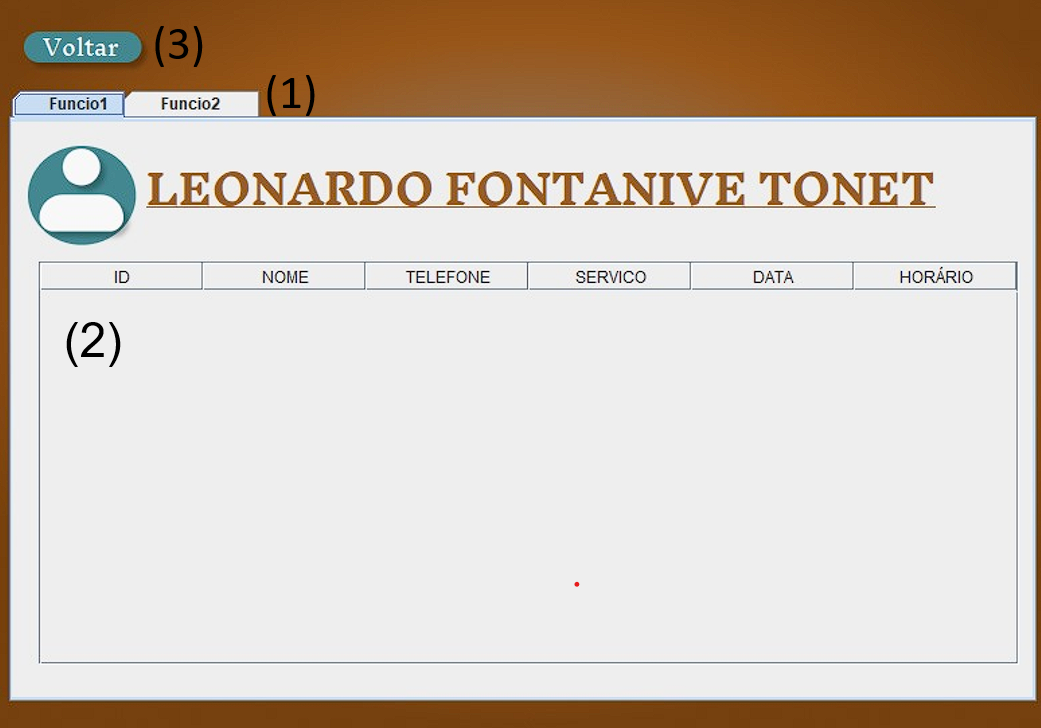 Voltar (3)
Funcio1 Funcio2 (1)
LEONARDO FONTANIVE TONET
ID NOME TELEFONE SERVICO DATA HORÁRIO
(2)